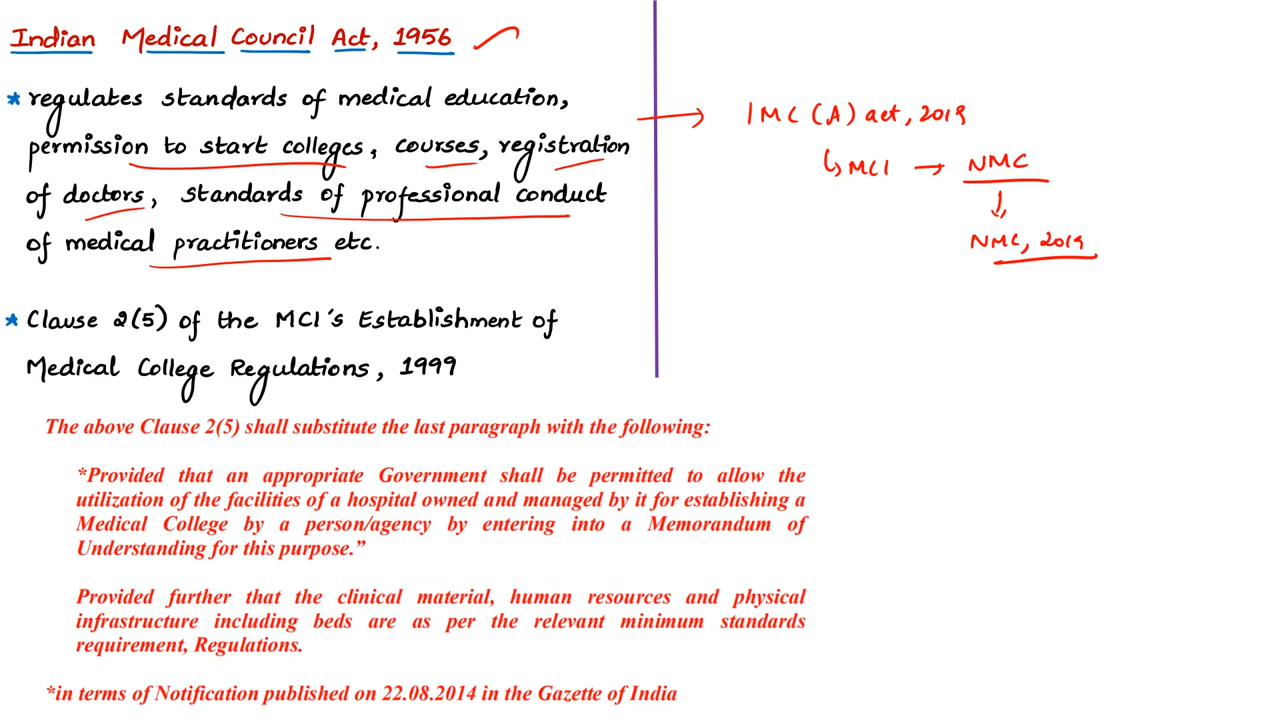 Indian Medical Council Act, 1956
* regulates standards of medical education,
permission to start colleges, courses, registration
of doctors, standards of professional conduct
of medical practitioners etc.
* Clause 2(5) of the MCI's Establishment of
Medical College Regulations, 1999
IMC (A) act, 2019
↳ MCI → NMC
↓
NMC, 2019
The above Clause 2(5) shall substitute the last paragraph with the following:
*Provided that an appropriate Government shall be permitted to allow the
utilization of the facilities of a hospital owned and managed by it for establishing a
Medical College by a person/agency by entering into a Memorandum of
Understanding for this purpose.”
Provided further that the clinical material, human resources and physical
infrastructure including beds are as per the relevant minimum standards
requirement, Regulations.
*in terms of Notification published on 22.08.2014 in the Gazette of India